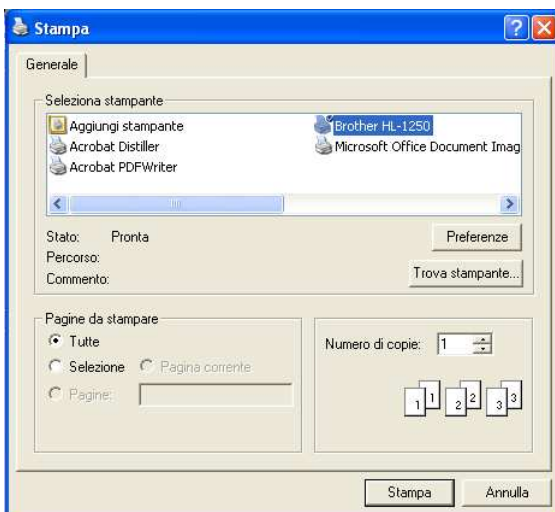 Stampa
Generale
Seleziona stampante
Aggiungi stampante
Brother HL-1250
Acrobat Distiller
Microsoft Office Document Imag
Acrobat PDFWriter
Stato: Pronta
Preferenze
Percorso:
Commento:
Trova stampante...
Pagine da stampare
Tutte
Numero di copie: 1
Selezione Pagina corrente
Pagine:
1 1 2 2 3 3
Stampa Annulla